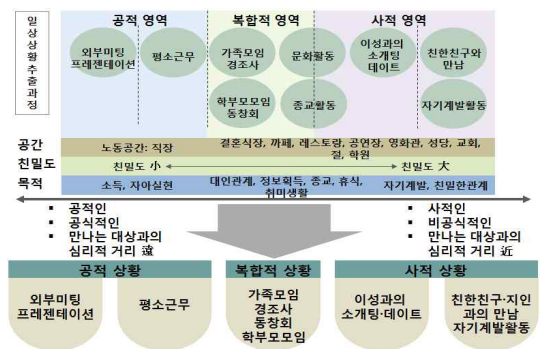 일상상황추출과정
공적 영역
복합적 영역
사적 영역
외부미팅
프레젠테이션
평소근무
가족모임
경조사
문화활동
이성과의
소개팅
데이트
친한친구와
만남
학부모모임
동창회
종교활동
자기계발활동
공간
노동공간: 직장
결혼식장, 까페, 레스토랑, 공연장, 영화관, 성당, 교회,
절, 학원
친밀도
친밀도 小
친밀도 大
목적
소득, 자아실현
대인관계, 정보획득, 종교, 휴식,
취미생활
자기계발, 친밀한관계
▪ 공적인
▪ 공식적인
▪ 만나는 대상과의
심리적 거리 遠
▪ 사적인
▪ 비공식적인
▪ 만나는 대상과의
심리적 거리 近
공적 상황
복합적 상황
사적 상황
외부미팅
프레젠테이션
평소근무
가족모임
경조사
동창회
학부모모임
이성과의
소개팅·데이트
친한친구·지인
과의 만남
자기계발활동